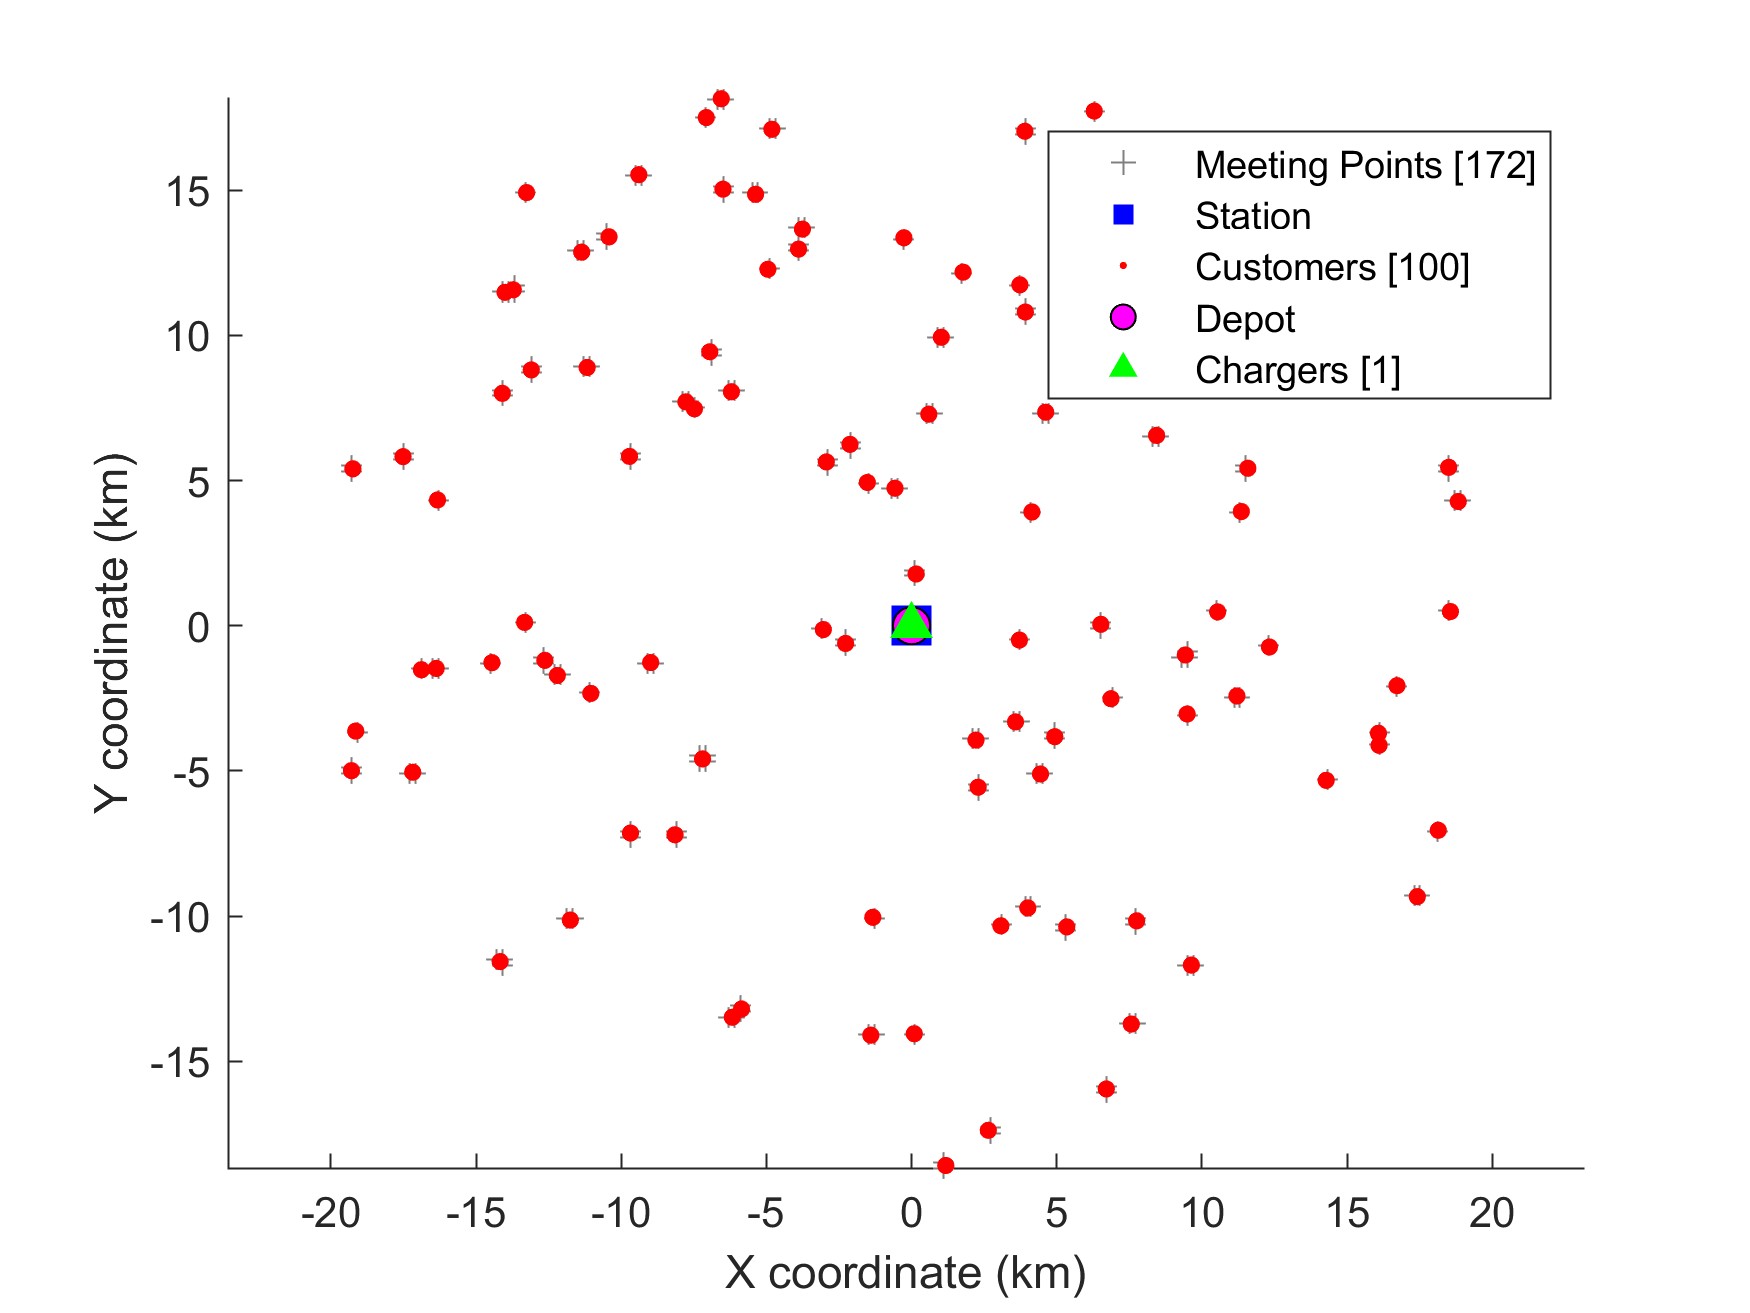 Meeting Points [172]
Station
Customers [100]
Depot
Chargers [1]
15
10
5
0
-5
-10
-15
Y coordinate (km)
-20 -15 -10 -5 0 5 10 15 20
X coordinate (km)